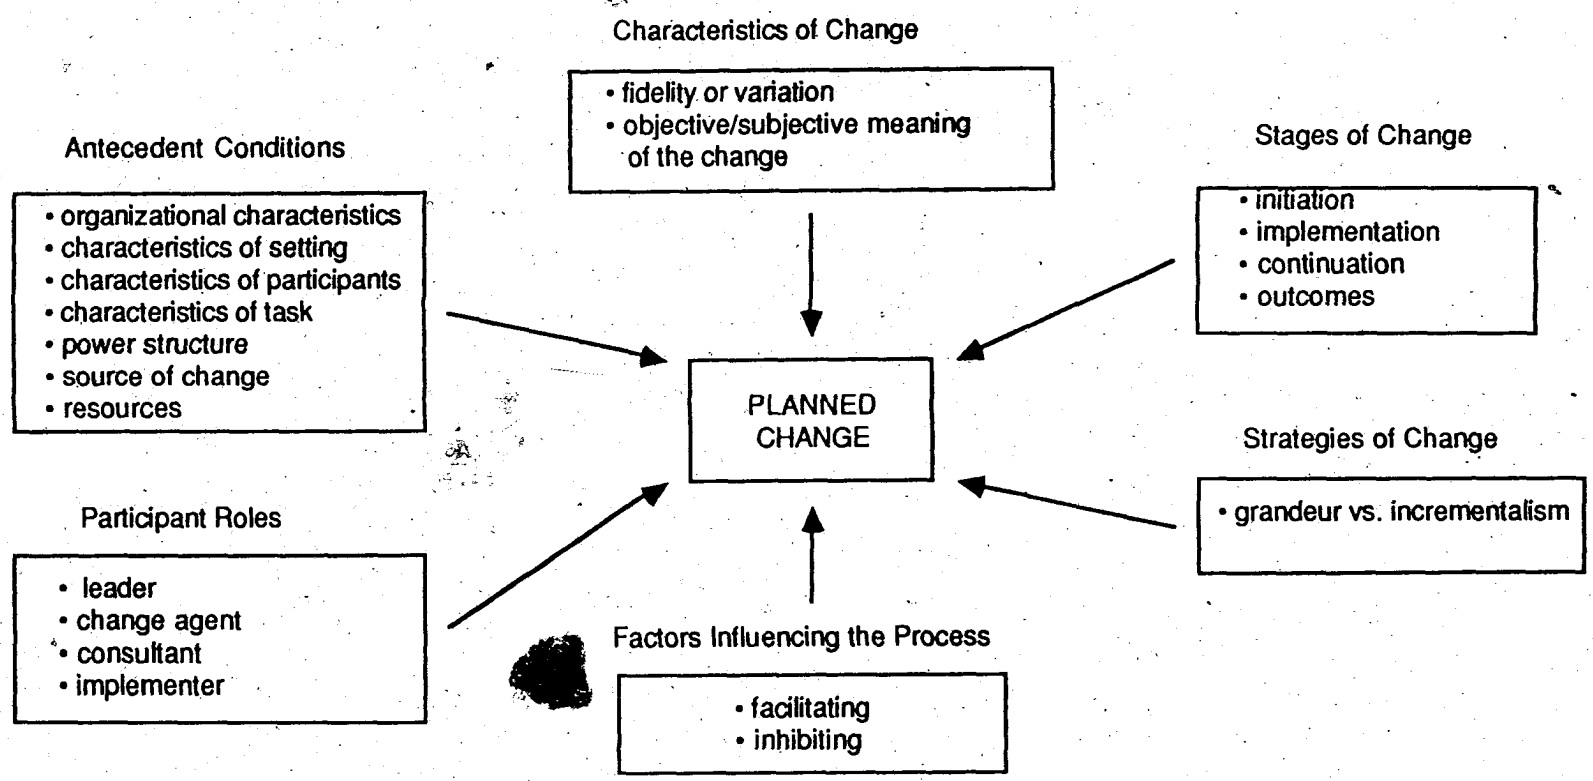 Characteristics of Change
• fidelity or variation
• objective/subjective meaning
of the change
Antecedent Conditions
• organizational characteristics
• characteristics of setting
• characteristics of participants
• characteristics of task
• power structure
• source of change
• resources
Stages of Change
• initiation
• implementation
• continuation
• outcomes
PLANNED
CHANGE
Strategies of Change
• grandeur vs. incrementalism
Participant Roles
• leader
• change agent
• consultant
• implementer
Factors Influencing the Process
• facilitating
• inhibiting